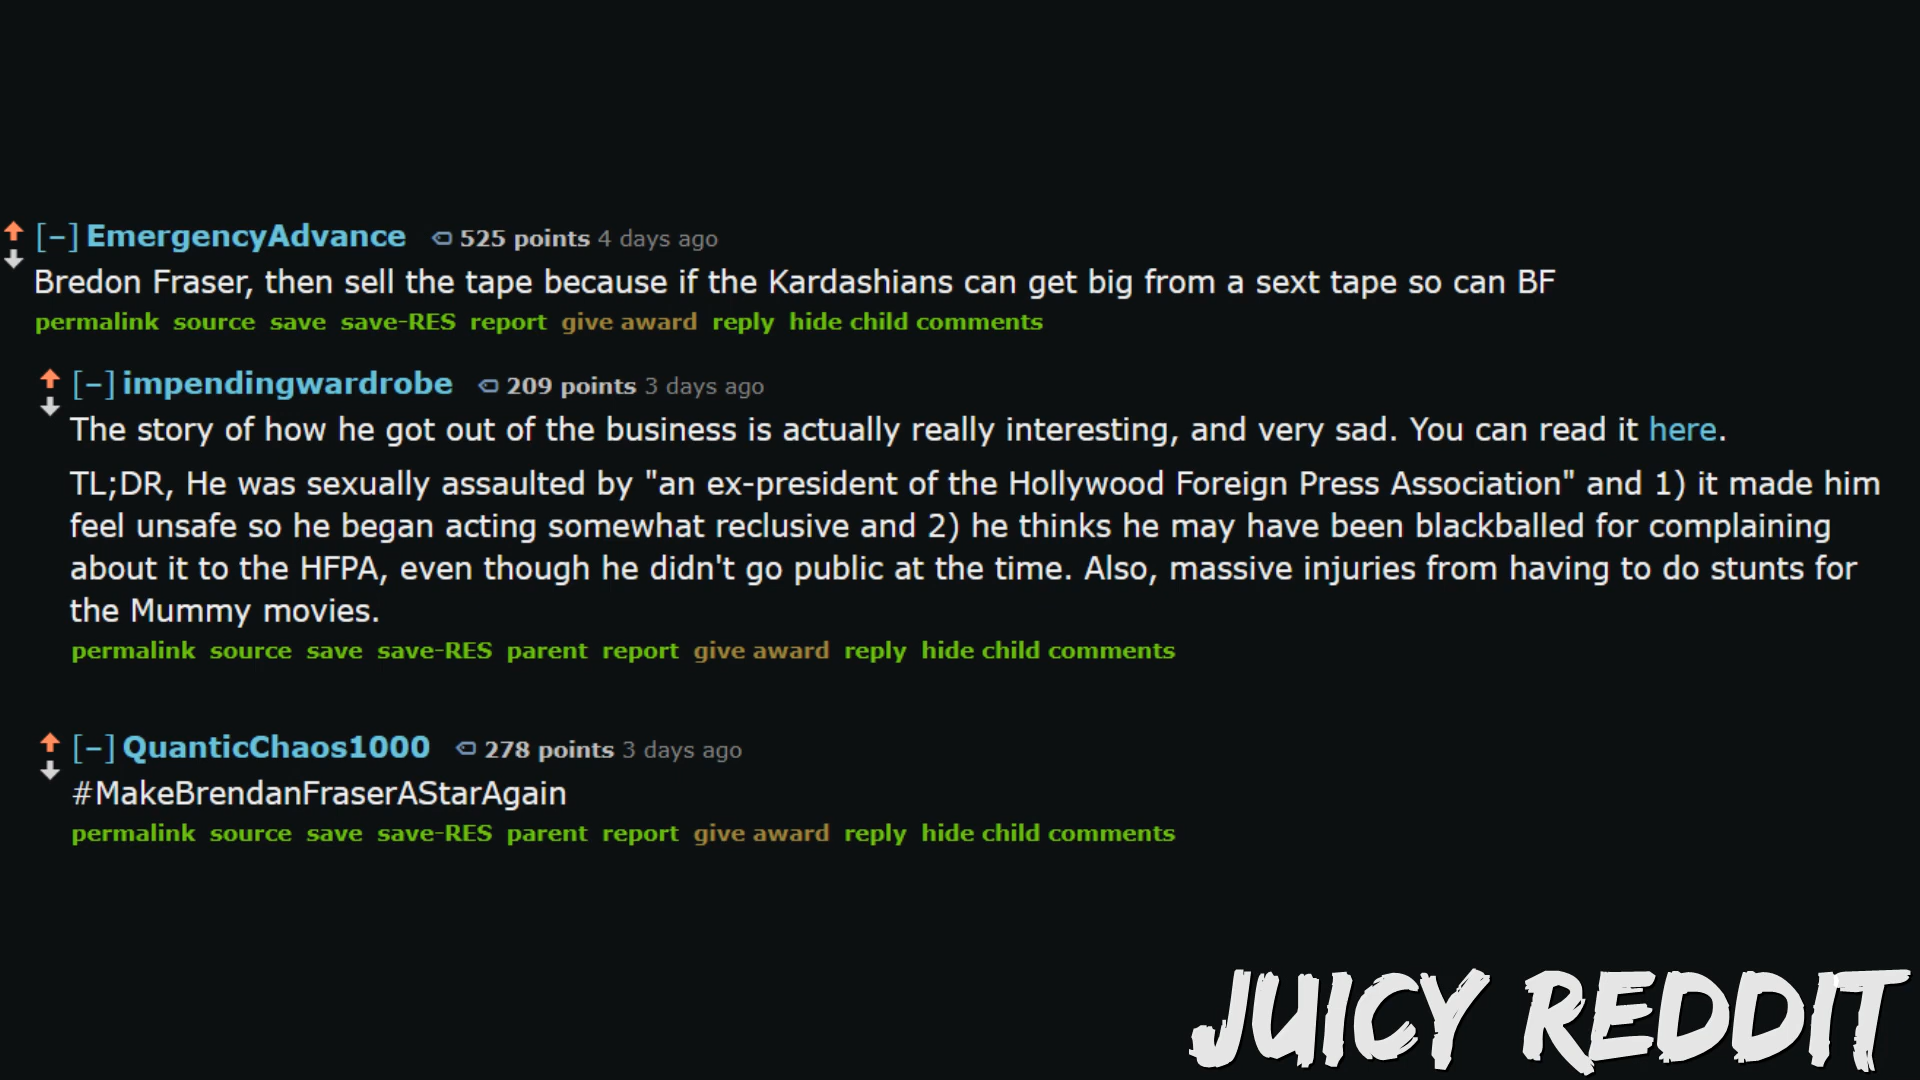 [–] EmergencyAdvance 525 points 4 days ago
Bredon Fraser, then sell the tape because if the Kardashians can get big from a sext tape so can BF
permalink source save save-RES report give award reply hide child comments
[–] impendingwardrobe 209 points 3 days ago
The story of how he got out of the business is actually really interesting, and very sad. You can read it here.
TL;DR, He was sexually assaulted by "an ex-president of the Hollywood Foreign Press Association" and 1) it made him
feel unsafe so he began acting somewhat reclusive and 2) he thinks he may have been blackballed for complaining
about it to the HFPA, even though he didn't go public at the time. Also, massive injuries from having to do stunts for
the Mummy movies.
permalink source save save-RES parent report give award reply hide child comments
[–] QuanticChaos1000 278 points 3 days ago
#MakeBrendanFraserAStarAgain
permalink source save save-RES parent report give award reply hide child comments
JUICY REDDIT